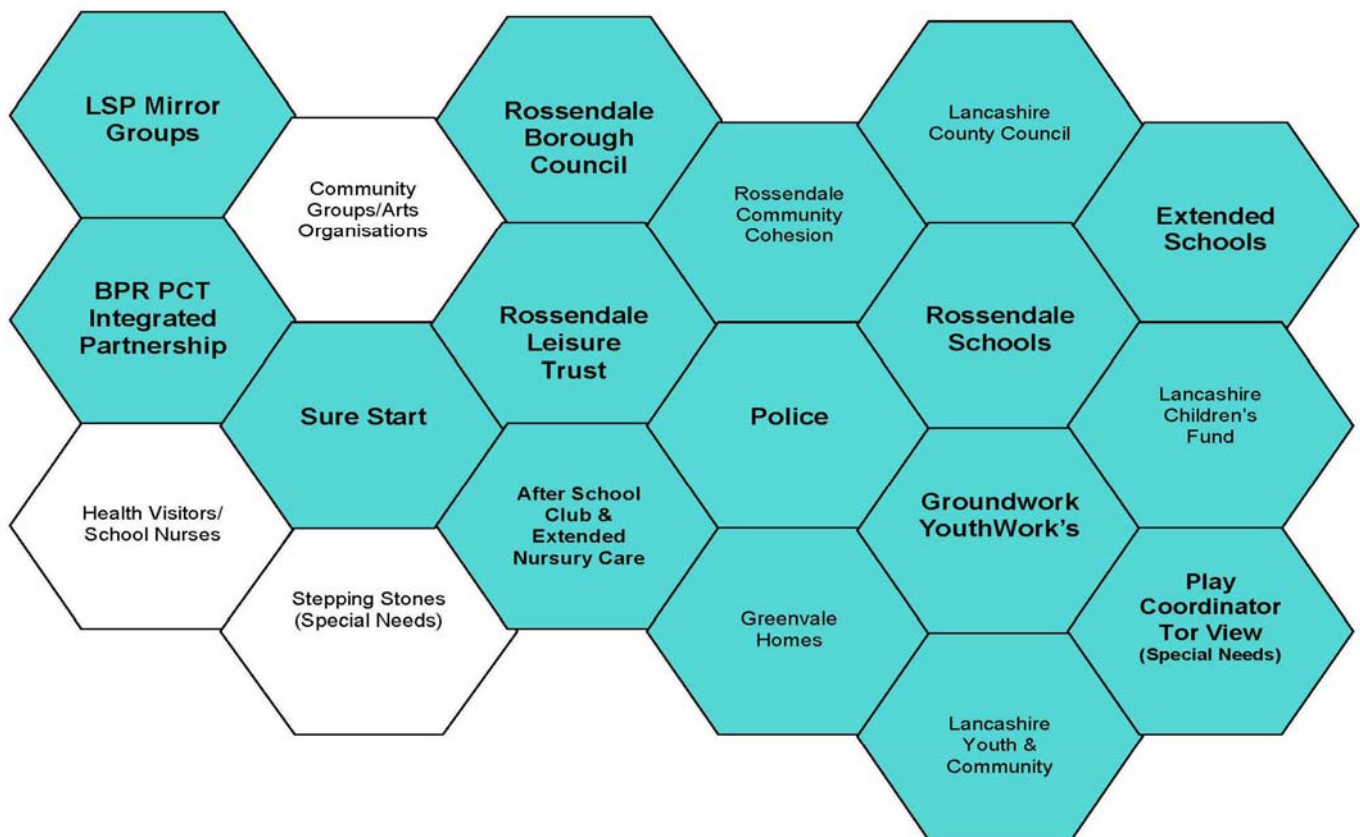 LSP Mirror
Groups
BPR PCT
Integrated
Partnership
Health Visitors/
School Nurses
Community
Groups/Arts
Organisations
Sure Start
Stepping Stones
(Special Needs)
Rossendale
Borough
Council
Rossendale
Leisure
Trust
After School
Club &
Extended
Nursury Care
Rossendale
Community
Cohesion
Police
Greenvale
Homes
Lancashire
County Council
Rossendale
Schools
Groundwork
YouthWork's
Lancashire
Youth &
Community
Extended
Schools
Lancashire
Children's
Fund
Play
Coordinator
Tor View
(Special Needs)